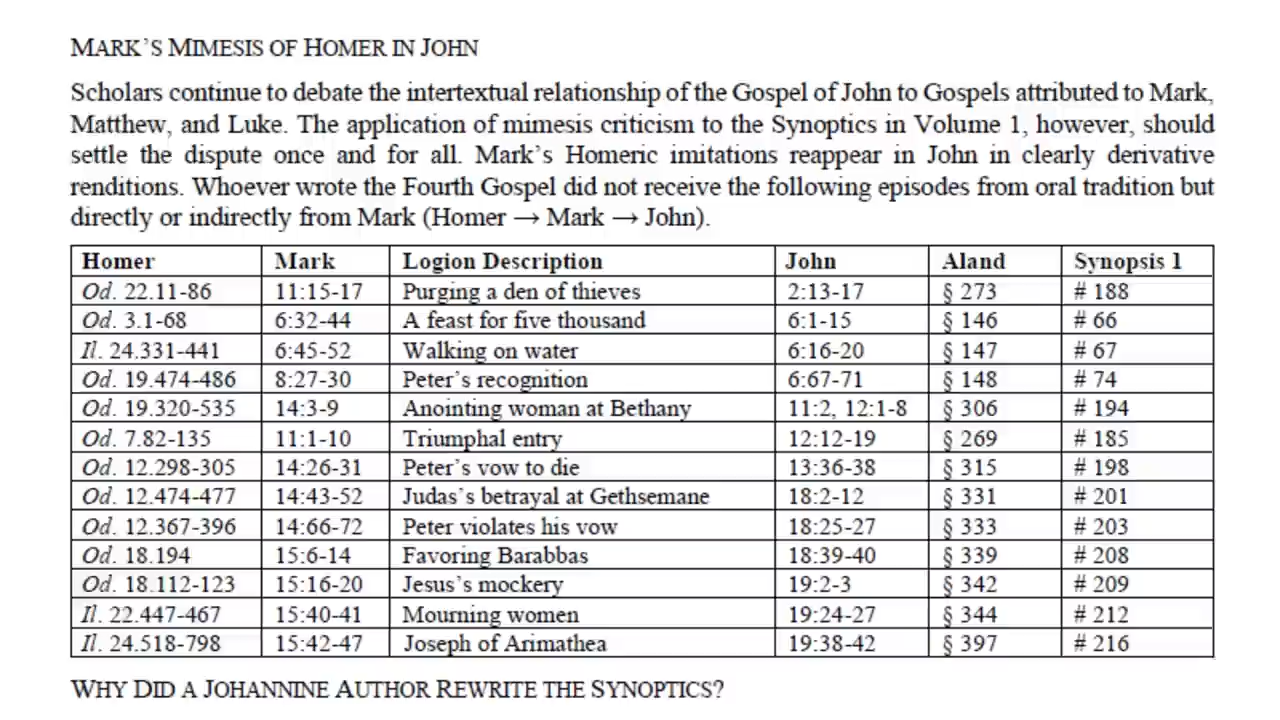 MARK’S MIMESIS OF HOMER IN JOHN
Scholars continue to debate the intertextual relationship of the Gospel of John to Gospels attributed to Mark,
Matthew, and Luke. The application of mimesis criticism to the Synoptics in Volume 1, however, should
settle the dispute once and for all. Mark’s Homeric imitations reappear in John in clearly derivative
renditions. Whoever wrote the Fourth Gospel did not receive the following episodes from oral tradition but
directly or indirectly from Mark (Homer → Mark → John).
Homer Mark Logion Description John Aland Synopsis 1
Od. 22.11-86 11:15-17 Purging a den of thieves 2:13-17 § 273 # 188
Od. 3.1-68 6:32-44 A feast for five thousand 6:1-15 § 146 # 66
Il. 24.331-441 6:45-52 Walking on water 6:16-20 § 147 # 67
Od. 19.474-486 8:27-30 Peter’s recognition 6:67-71 § 148 # 74
Od. 19.320-535 14:3-9 Anointing woman at Bethany 11:2, 12:1-8 § 306 # 194
Od. 7.82-135 11:1-10 Triumphal entry 12:12-19 § 269 # 185
Od. 12.298-305 14:26-31 Peter’s vow to die 13:36-38 § 315 # 198
Od. 12.474-477 14:43-52 Judas’s betrayal at Gethsemane 18:2-12 § 331 # 201
Od. 12.367-396 14:66-72 Peter violates his vow 18:25-27 § 333 # 203
Od. 18.194 15:6-14 Favoring Barabbas 18:39-40 § 339 # 208
Od. 18.112-123 15:16-20 Jesus’s mockery 19:2-3 § 342 # 209
Il. 22.447-467 15:40-41 Mourning women 19:24-27 § 344 # 212
Il. 24.518-798 15:42-47 Joseph of Arimathea 19:38-42 § 397 # 216
WHY DID A JOHANNINE AUTHOR REWRITE THE SYNOPTICS?